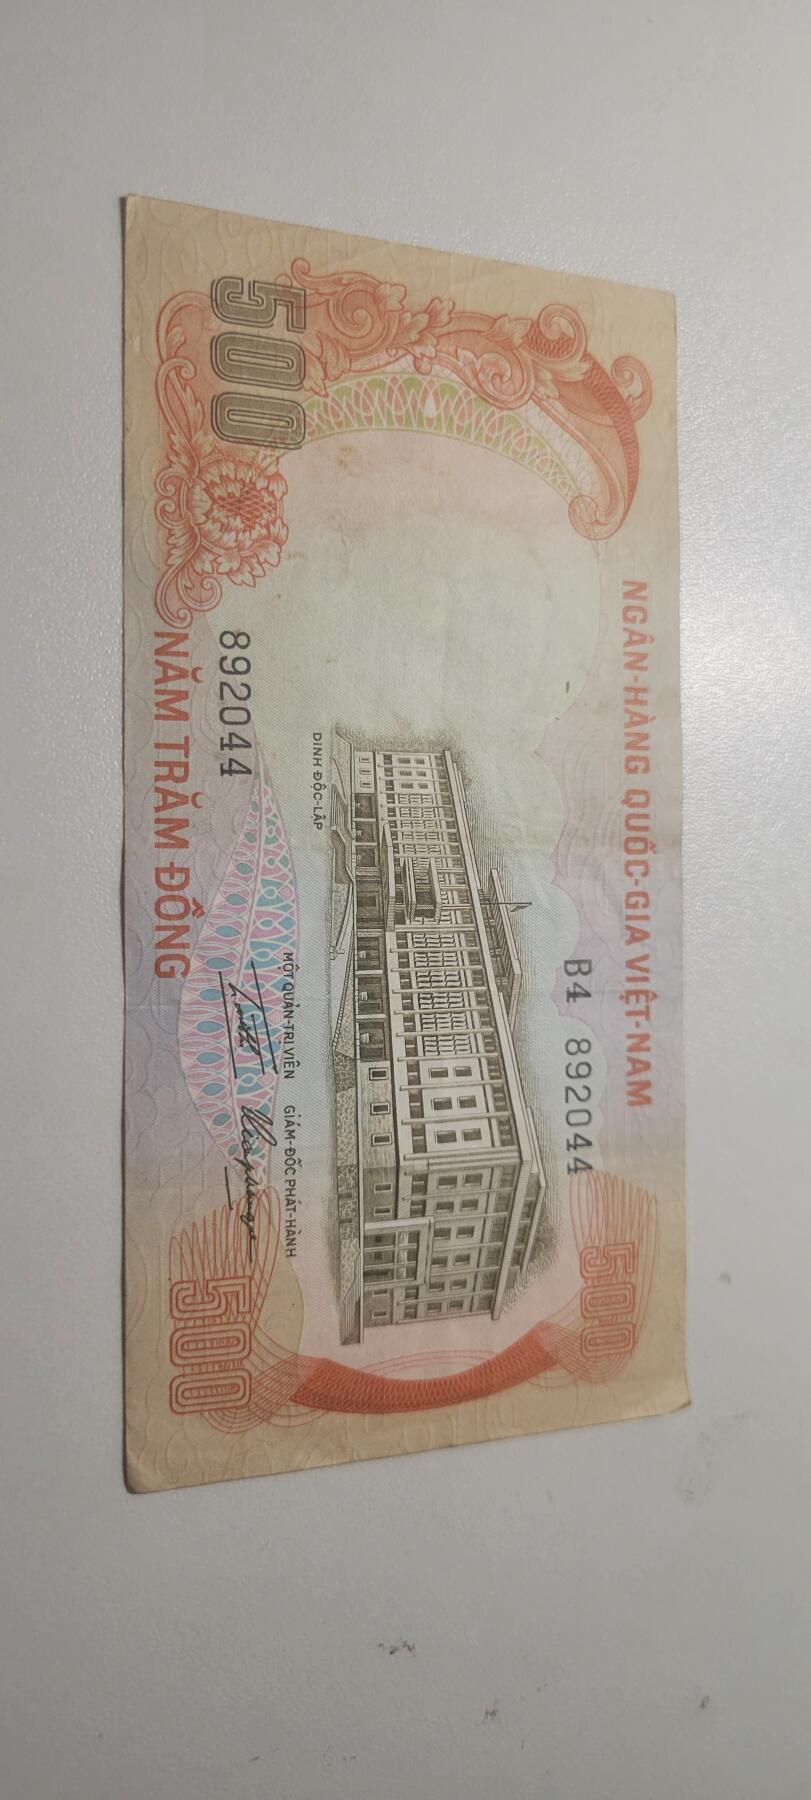 NGÂN-HÀNG QUỐC-GIA VIỆT-NAM
B4 892044
500
500
DINH ĐỘC-LẬP
MỘT QUẢN-TRỊ VIÊN GIÁM-ĐỐC PHÁT-HÀNH
892044
NĂM TRĂM ĐỒNG
500